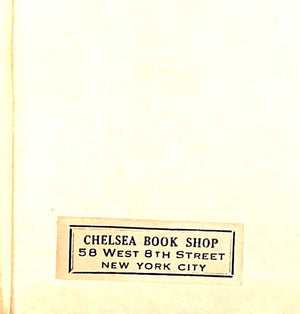 CHELSEA BOOK SHOP
58 WEST 8TH STREET
NEW YORK CITY